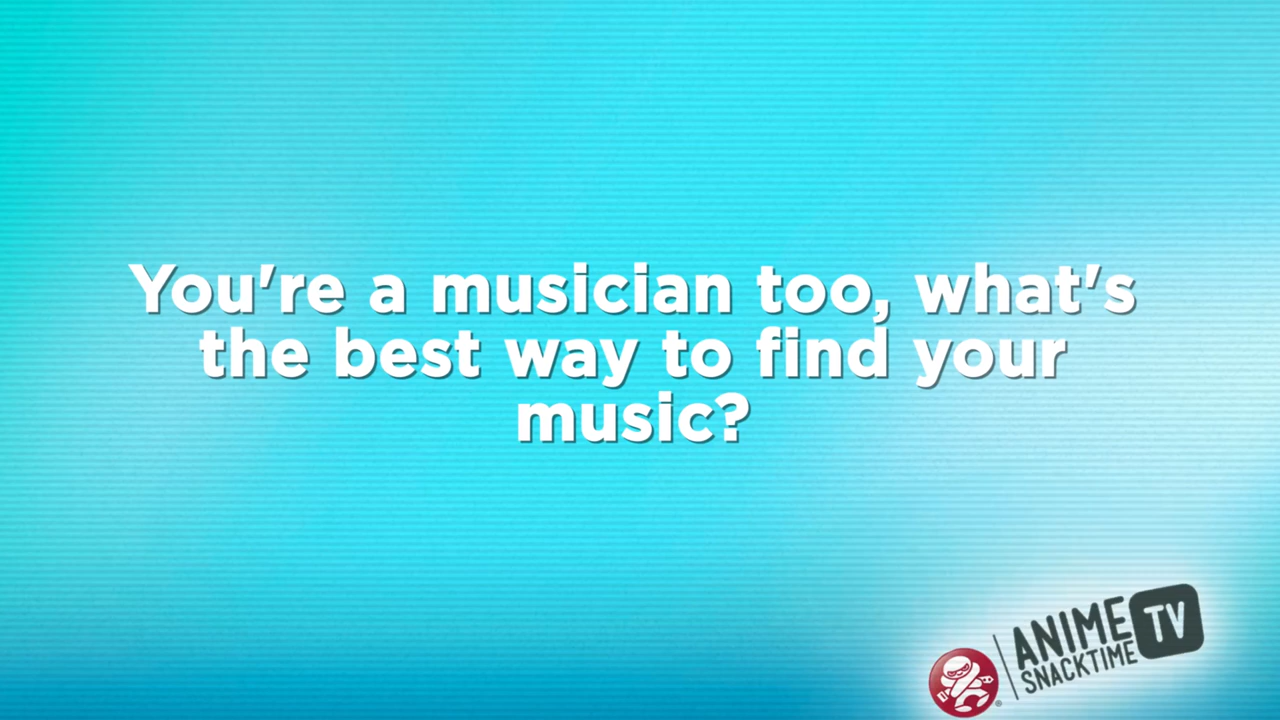 You're a musician too, what's
the best way to find your
music?
ANIME
SNACKTIME
TV
®